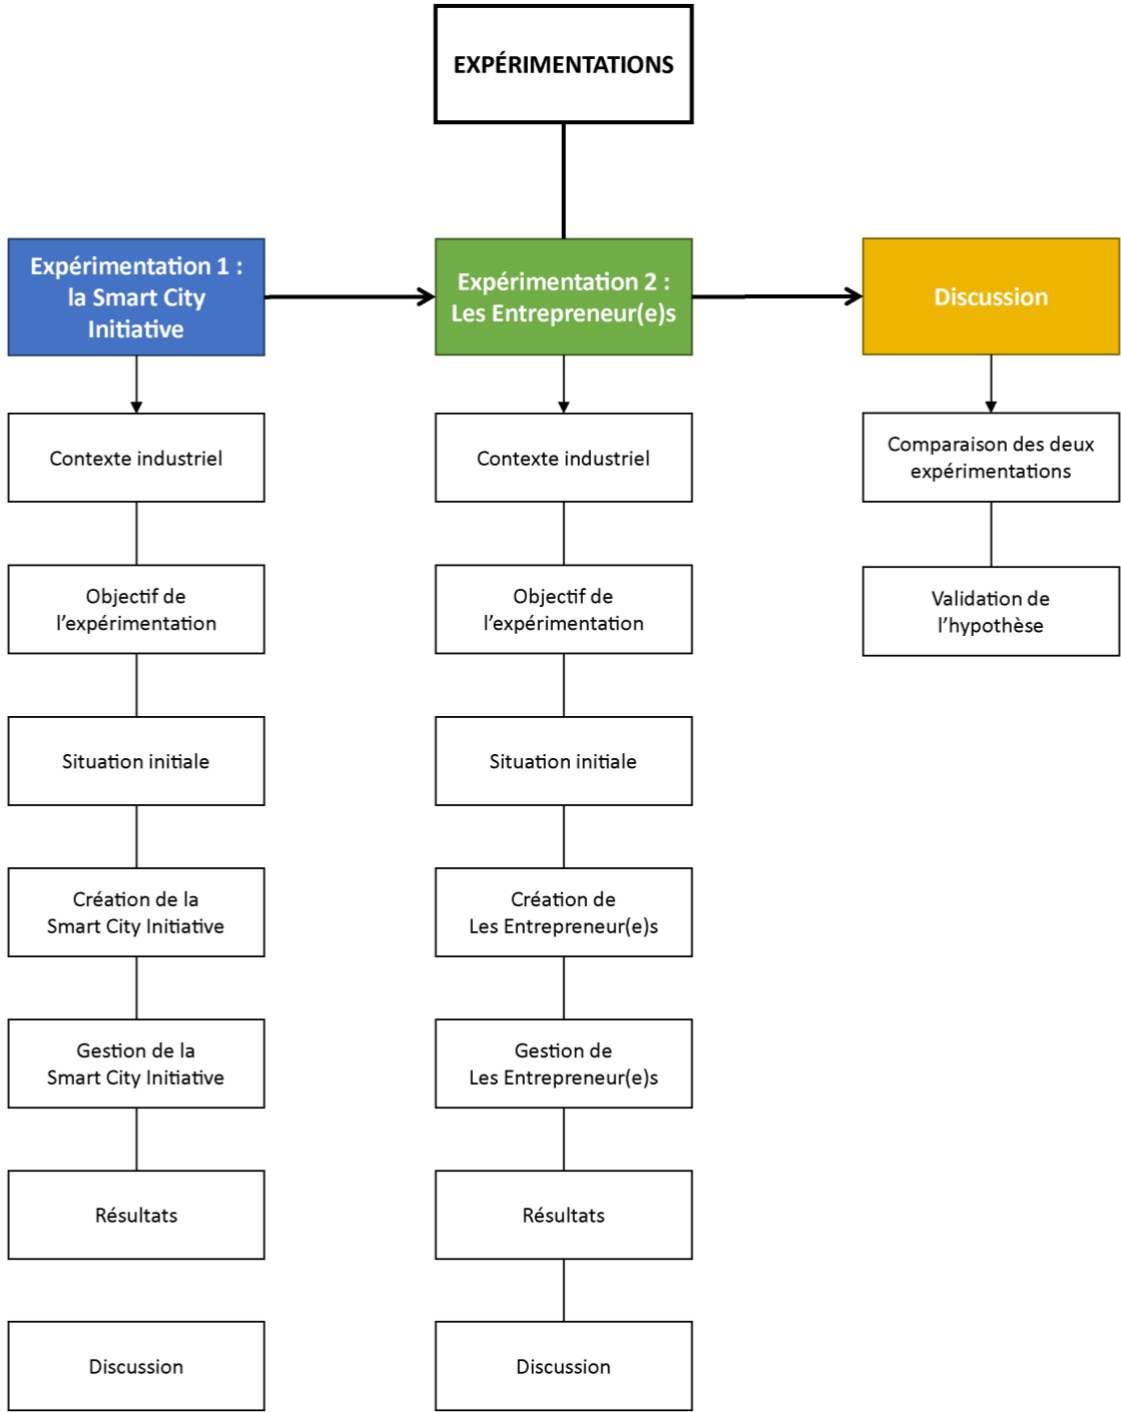 EXPÉRIMENTATIONS
Expérimentation 1 :
la Smart City
Initiative
Expérimentation 2 :
Les Entrepreneur(e)s
Discussion
Contexte industriel
Objectif de
l’expérimentation
Situation initiale
Création de la
Smart City Initiative
Gestion de la
Smart City Initiative
Résultats
Discussion
Contexte industriel
Objectif de
l’expérimentation
Situation initiale
Création de
Les Entrepreneur(e)s
Gestion de
Les Entrepreneur(e)s
Résultats
Discussion
Comparaison des deux
expérimentations
Validation de
l’hypothèse